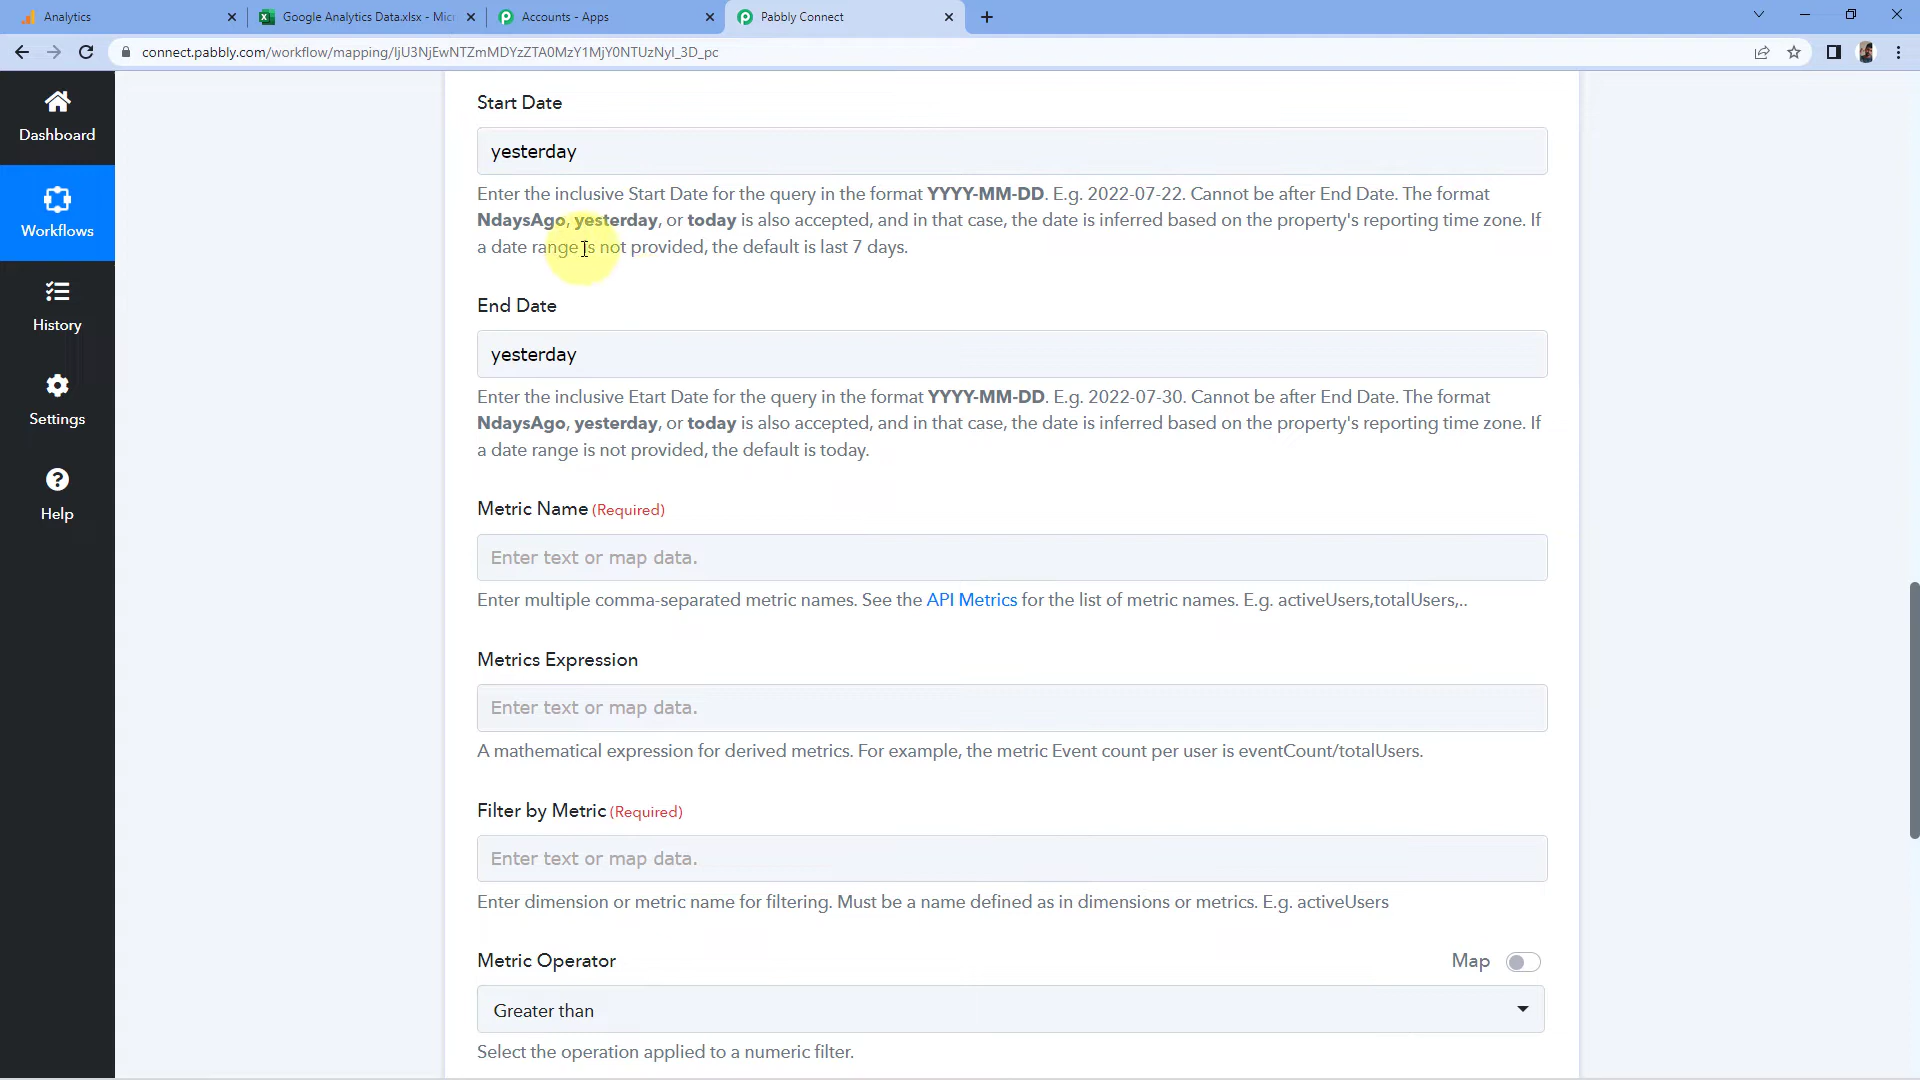 Analytics
Google Analytics Data.xlsx - Micr
Accounts - Apps
Pabbly Connect
connect.pabbly.com/workflow/mapping/IjU3NjEwNTZmMDYzZTA0MzY1MjY0NTUzNyI_3D_pc
Dashboard
Workflows
History
Settings
Help
Start Date
yesterday
Enter the inclusive Start Date for the query in the format YYYY-MM-DD. E.g. 2022-07-22. Cannot be after End Date. The format
NdaysAgo, yesterday, or today is also accepted, and in that case, the date is inferred based on the property's reporting time zone. If
a date range is not provided, the default is last 7 days.
End Date
yesterday
Enter the inclusive Etart Date for the query in the format YYYY-MM-DD. E.g. 2022-07-30. Cannot be after End Date. The format
NdaysAgo, yesterday, or today is also accepted, and in that case, the date is inferred based on the property's reporting time zone. If
a date range is not provided, the default is today.
Metric Name (Required)
Enter text or map data.
Enter multiple comma-separated metric names. See the API Metrics for the list of metric names. E.g. activeUsers,totalUsers,..
Metrics Expression
Enter text or map data.
A mathematical expression for derived metrics. For example, the metric Event count per user is eventCount/totalUsers.
Filter by Metric (Required)
Enter text or map data.
Enter dimension or metric name for filtering. Must be a name defined as in dimensions or metrics. E.g. activeUsers
Metric Operator
Map
Greater than
Select the operation applied to a numeric filter.